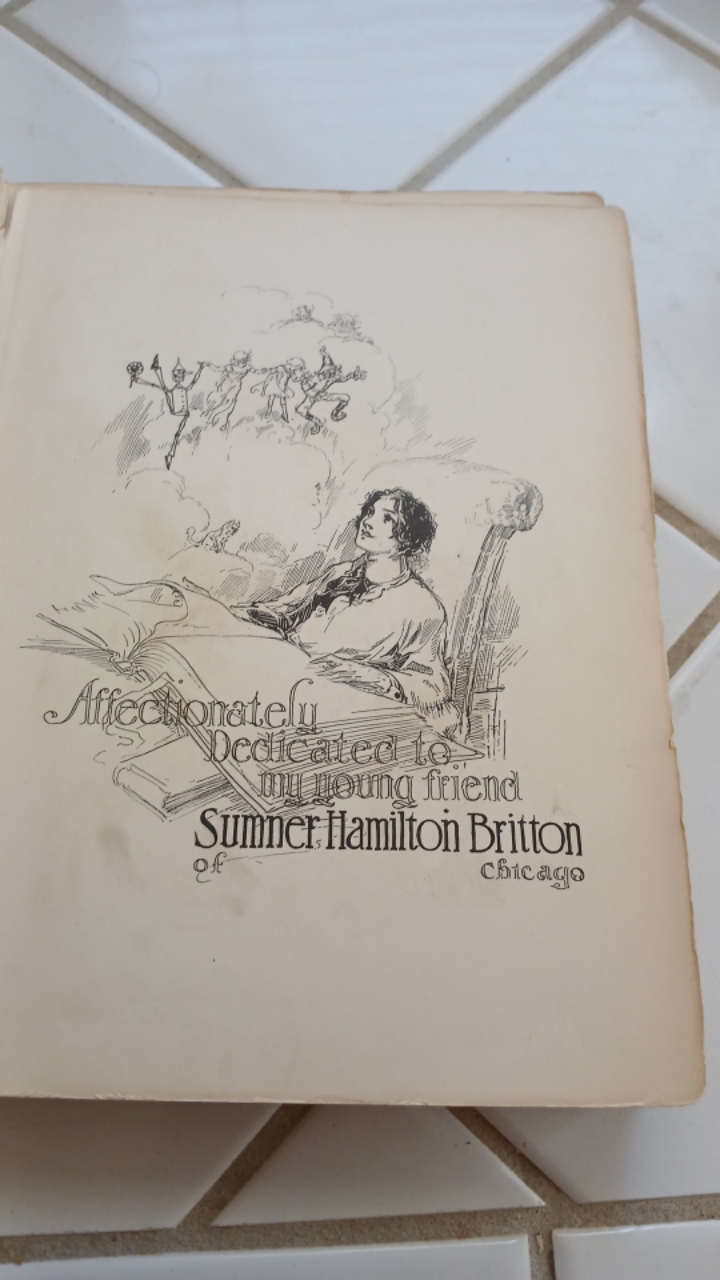 Affectionately
Dedicated to
my young friend
Sumner Hamilton Britton
of Chicago